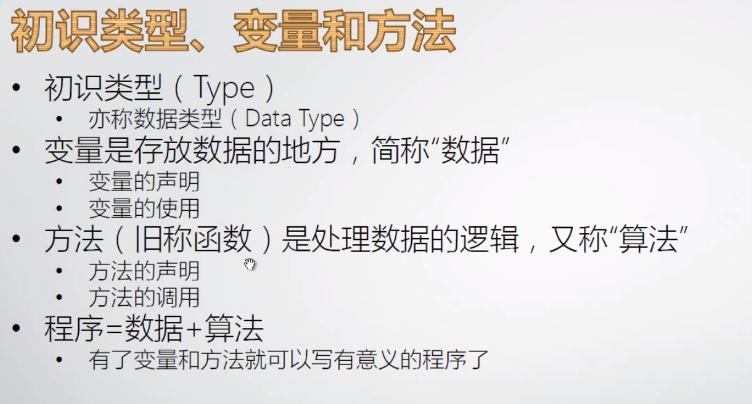 初识类型、变量和方法
• 初识类型（Type）
• 亦称数据类型（Data Type）
• 变量是存放数据的地方，简称“数据”
• 变量的声明
• 变量的使用
• 方法（旧称函数）是处理数据的逻辑，又称“算法”
• 方法的声明
• 方法的调用
• 程序=数据+算法
• 有了变量和方法就可以写有意义的程序了